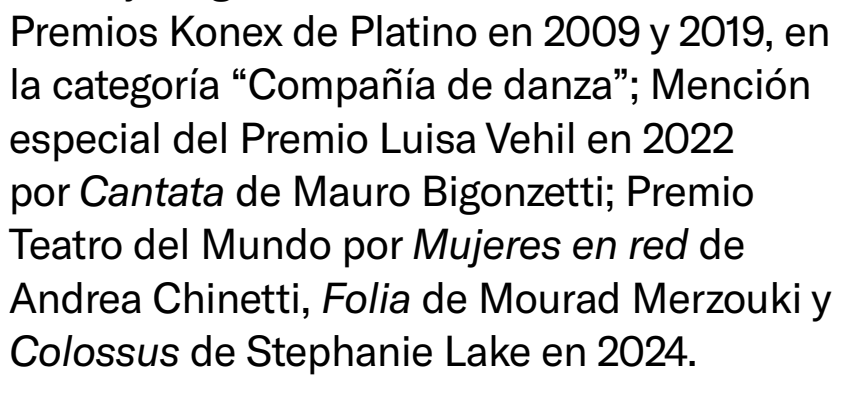 Premios Konex de Platino en 2009 y 2019, en
la categoría “Compañía de danza”; Mención
especial del Premio Luisa Vehil en 2022
por Cantata de Mauro Bigonzetti; Premio
Teatro del Mundo por Mujeres en red de
Andrea Chinetti, Folia de Mourad Merzouki y
Colossus de Stephanie Lake en 2024.